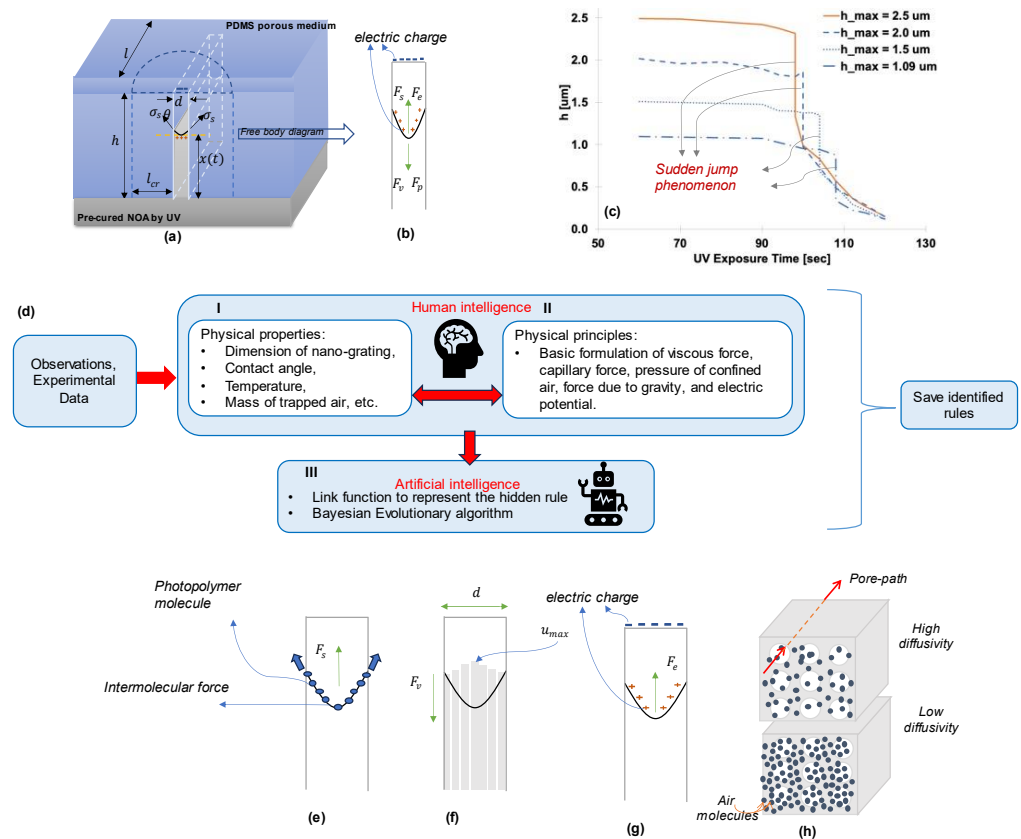 PDMS porous medium
l
d
σₛ
θ
σₛ
h
x(t)
l_cr
Free body diagram
Pre-cured NOA by UV
(a)
electric charge
Fₛ Fₑ
Fᵥ Fₚ
(b)
h [um]
2.5
2.0
1.5
1.0
0.5
0.0
50
70
90
110
130
UV Exposure Time [sec]
h_max = 2.5 um
h_max = 2.0 um
h_max = 1.5 um
h_max = 1.09 um
Sudden jump
phenomenon
(c)
(d)
Observations,
Experimental
Data
Human intelligence
I
Physical properties:
• Dimension of nano-grating,
• Contact angle,
• Temperature,
• Mass of trapped air, etc.
II
Physical principles:
• Basic formulation of viscous force,
capillary force, pressure of confined
air, force due to gravity, and electric
potential.
III
Artificial intelligence
• Link function to represent the hidden rule
• Bayesian Evolutionary algorithm
Save identified
rules
Photopolymer
molecule
Intermolecular force
Fₛ
(e)
d
u_max
Fᵥ
(f)
electric charge
Fₑ
(g)
Pore-path
High
diffusivity
Low
diffusivity
Air
molecules
(h)